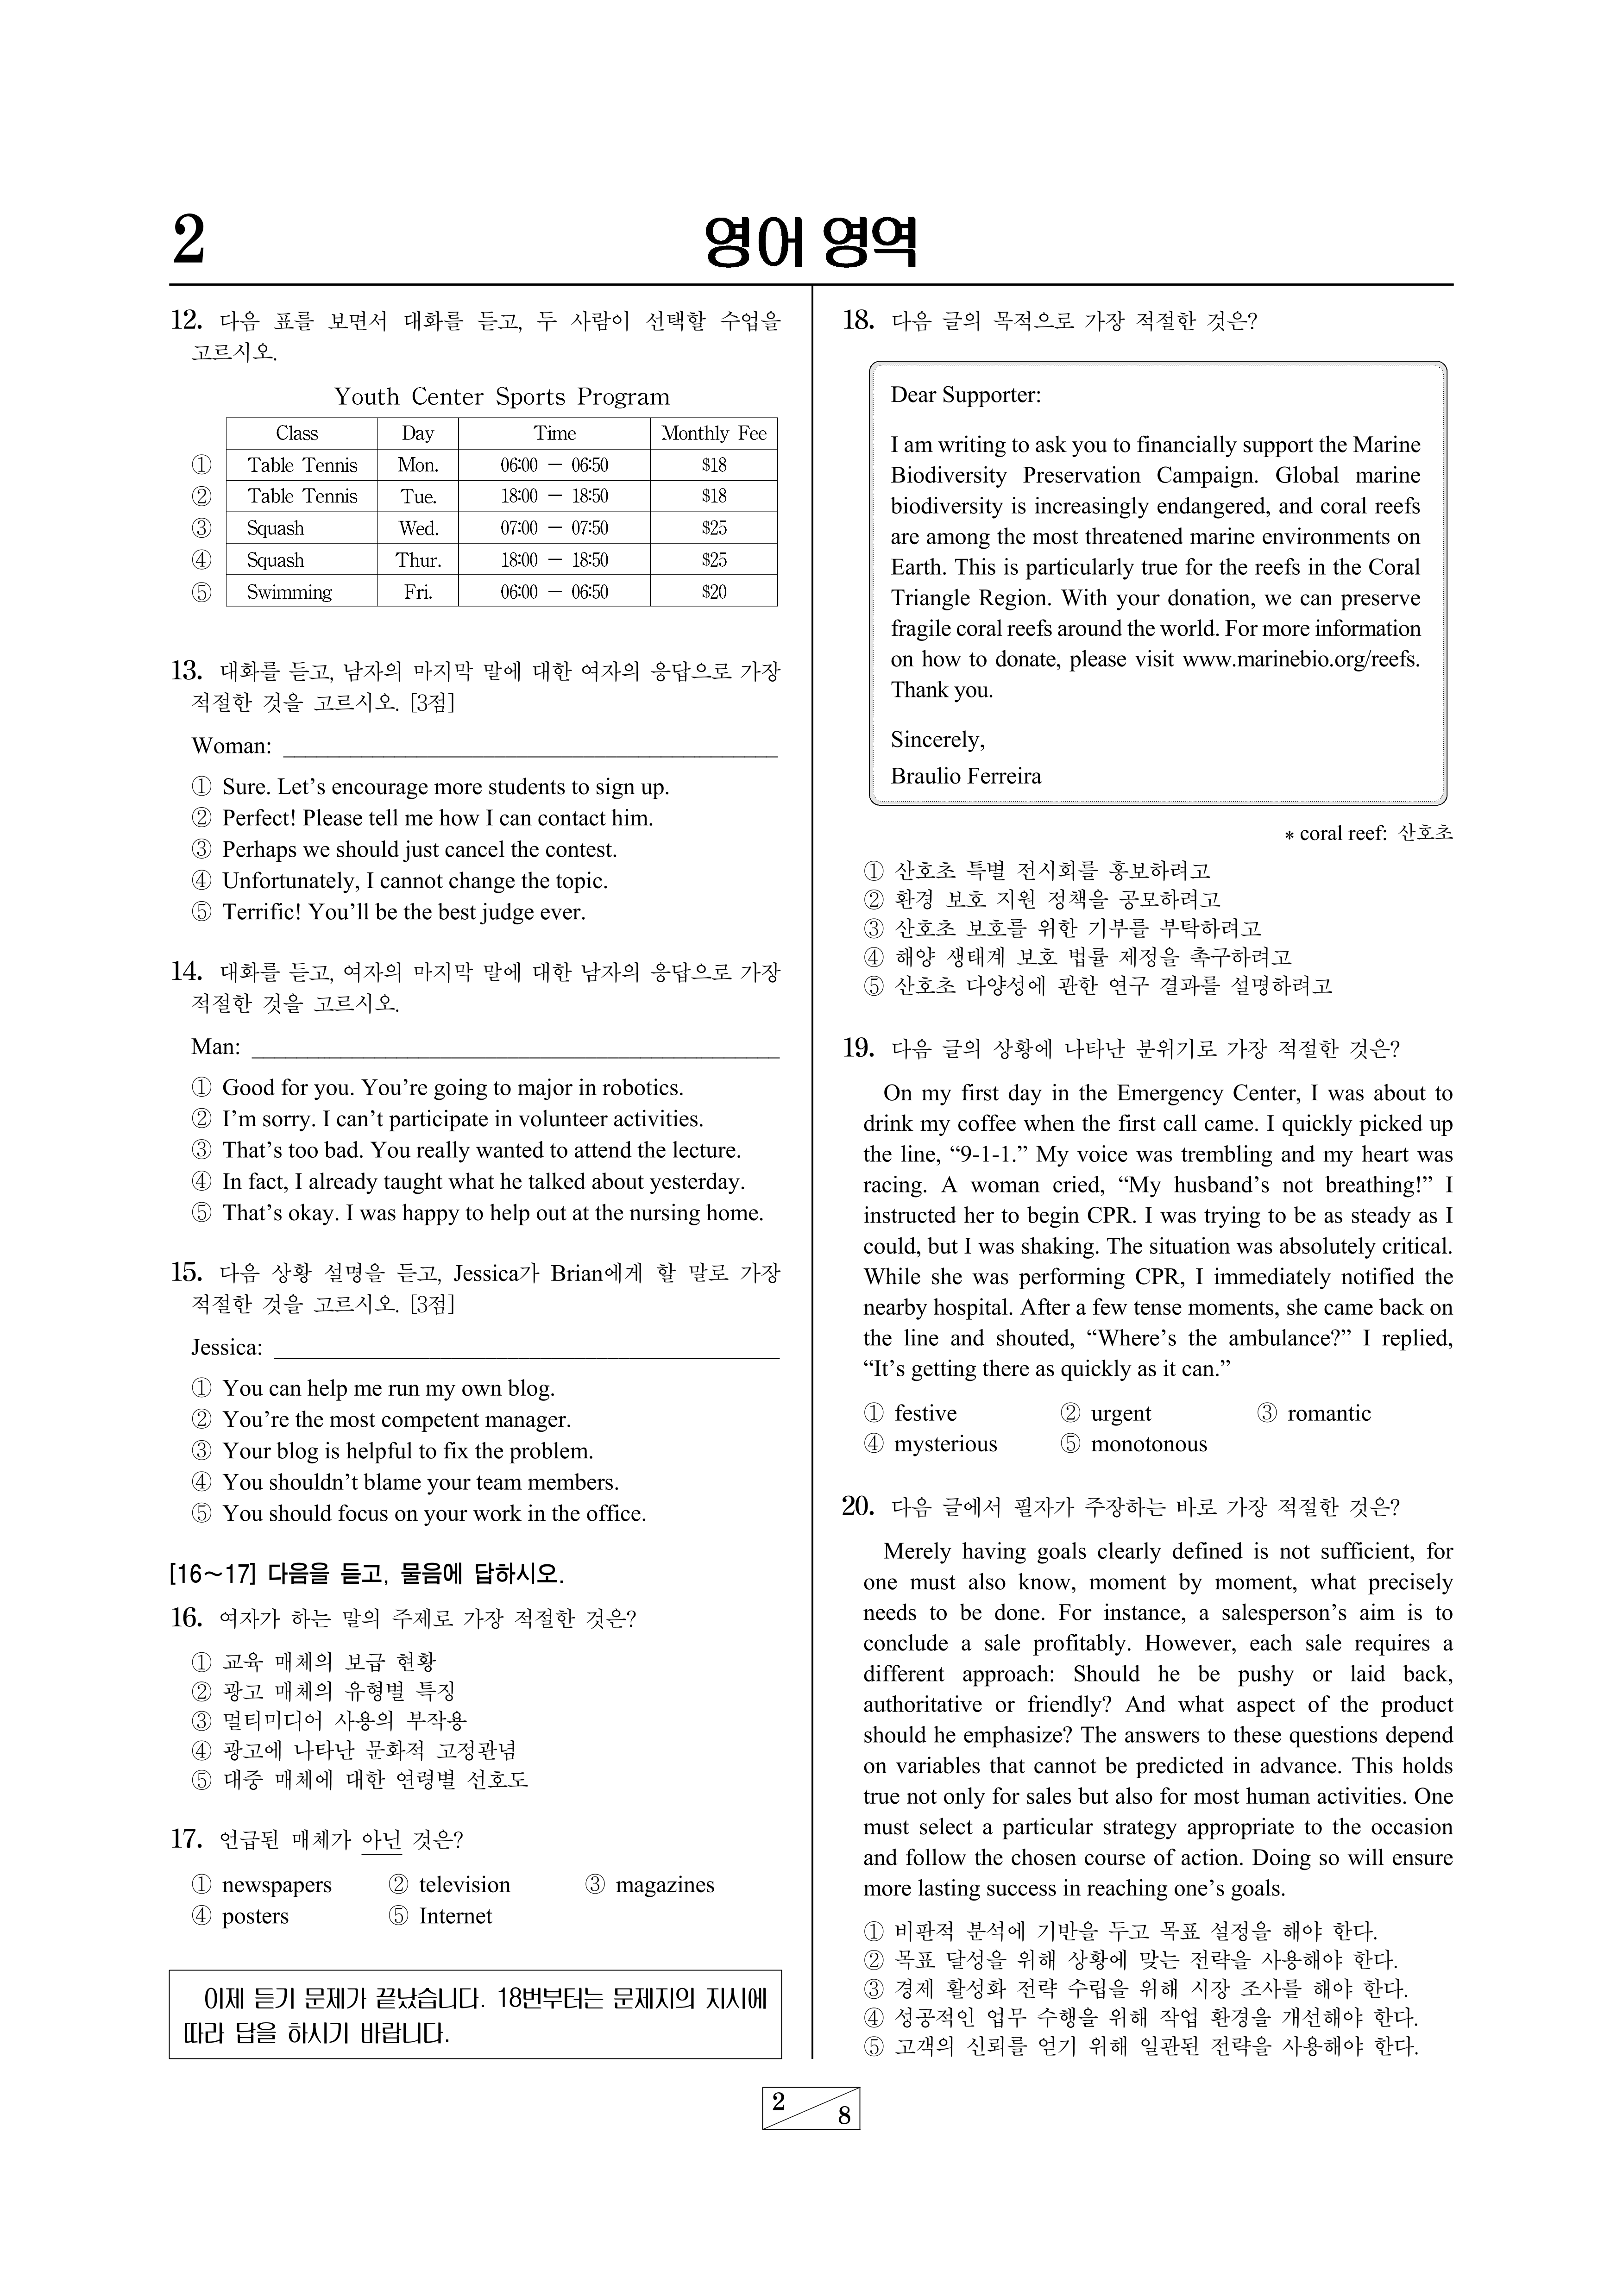 2
영어 영역
12. 다음 표를 보면서 대화를 듣고, 두 사람이 선택할 수업을
고르시오.
Youth Center Sports Program
Class Day Time Monthly Fee
① Table Tennis Mon. 06:00 - 06:50 $18
② Table Tennis Tue. 18:00 - 18:50 $18
③ Squash Wed. 07:00 - 07:50 $25
④ Squash Thur. 18:00 - 18:50 $25
⑤ Swimming Fri. 06:00 - 06:50 $20
13. 대화를 듣고, 남자의 마지막 말에 대한 여자의 응답으로 가장
적절한 것을 고르시오. [3점]
Woman:
① Sure. Let's encourage more students to sign up.
② Perfect! Please tell me how I can contact him.
③ Perhaps we should just cancel the contest.
④ Unfortunately, I cannot change the topic.
⑤ Terrific! You'll be the best judge ever.
14. 대화를 듣고, 여자의 마지막 말에 대한 남자의 응답으로 가장
적절한 것을 고르시오.
Man:
① Good for you. You're going to major in robotics.
② I'm sorry. I can't participate in volunteer activities.
③ That's too bad. You really wanted to attend the lecture.
④ In fact, I already taught what he talked about yesterday.
⑤ That's okay. I was happy to help out at the nursing home.
15. 다음 상황 설명을 듣고, Jessica가 Brian에게 할 말로 가장
적절한 것을 고르시오. [3점]
Jessica:
① You can help me run my own blog.
② You're the most competent manager.
③ Your blog is helpful to fix the problem.
④ You shouldn't blame your team members.
⑤ You should focus on your work in the office.
[16~17] 다음을 듣고, 물음에 답하시오.
16. 여자가 하는 말의 주제로 가장 적절한 것은?
① 교육 매체의 보급 현황
② 광고 매체의 유형별 특징
③ 멀티미디어 사용의 부작용
④ 광고에 나타난 문화적 고정관념
⑤ 대중 매체에 대한 연령별 선호도
17. 언급된 매체가 아닌 것은?
① newspapers ② television ③ magazines
④ posters ⑤ Internet
이제 듣기 문제가 끝났습니다. 18번부터는 문제지의 지시에
따라 답을 하시기 바랍니다.
18. 다음 글의 목적으로 가장 적절한 것은?
Dear Supporter:
I am writing to ask you to financially support the Marine
Biodiversity Preservation Campaign. Global marine
biodiversity is increasingly endangered, and coral reefs
are among the most threatened marine environments on
Earth. This is particularly true for the reefs in the Coral
Triangle Region. With your donation, we can preserve
fragile coral reefs around the world. For more information
on how to donate, please visit www.marinebio.org/reefs.
Thank you.
Sincerely,
Braulio Ferreira
* coral reef: 산호초
① 산호초 특별 전시회를 홍보하려고
② 환경 보호 지원 정책을 공모하려고
③ 산호초 보호를 위한 기부를 부탁하려고
④ 해양 생태계 보호 법률 제정을 촉구하려고
⑤ 산호초 다양성에 관한 연구 결과를 설명하려고
19. 다음 글의 상황에 나타난 분위기로 가장 적절한 것은?
On my first day in the Emergency Center, I was about to
drink my coffee when the first call came. I quickly picked up
the line, “9-1-1.” My voice was trembling and my heart was
racing. A woman cried, “My husband's not breathing!” I
instructed her to begin CPR. I was trying to be as steady as I
could, but I was shaking. The situation was absolutely critical.
While she was performing CPR, I immediately notified the
nearby hospital. After a few tense moments, she came back on
the line and shouted, “Where's the ambulance?” I replied,
“It's getting there as quickly as it can.”
① festive ② urgent ③ romantic
④ mysterious ⑤ monotonous
20. 다음 글에서 필자가 주장하는 바로 가장 적절한 것은?
Merely having goals clearly defined is not sufficient, for
one must also know, moment by moment, what precisely
needs to be done. For instance, a salesperson's aim is to
conclude a sale profitably. However, each sale requires a
different approach: Should he be pushy or laid back,
authoritative or friendly? And what aspect of the product
should he emphasize? The answers to these questions depend
on variables that cannot be predicted in advance. This holds
true not only for sales but also for most human activities. One
must select a particular strategy appropriate to the occasion
and follow the chosen course of action. Doing so will ensure
more lasting success in reaching one's goals.
① 비판적 분석에 기반을 두고 목표 설정을 해야 한다.
② 목표 달성을 위해 상황에 맞는 전략을 사용해야 한다.
③ 경제 활성화 전략 수립을 위해 시장 조사를 해야 한다.
④ 성공적인 업무 수행을 위해 작업 환경을 개선해야 한다.
⑤ 고객의 신뢰를 얻기 위해 일관된 전략을 사용해야 한다.
2
8